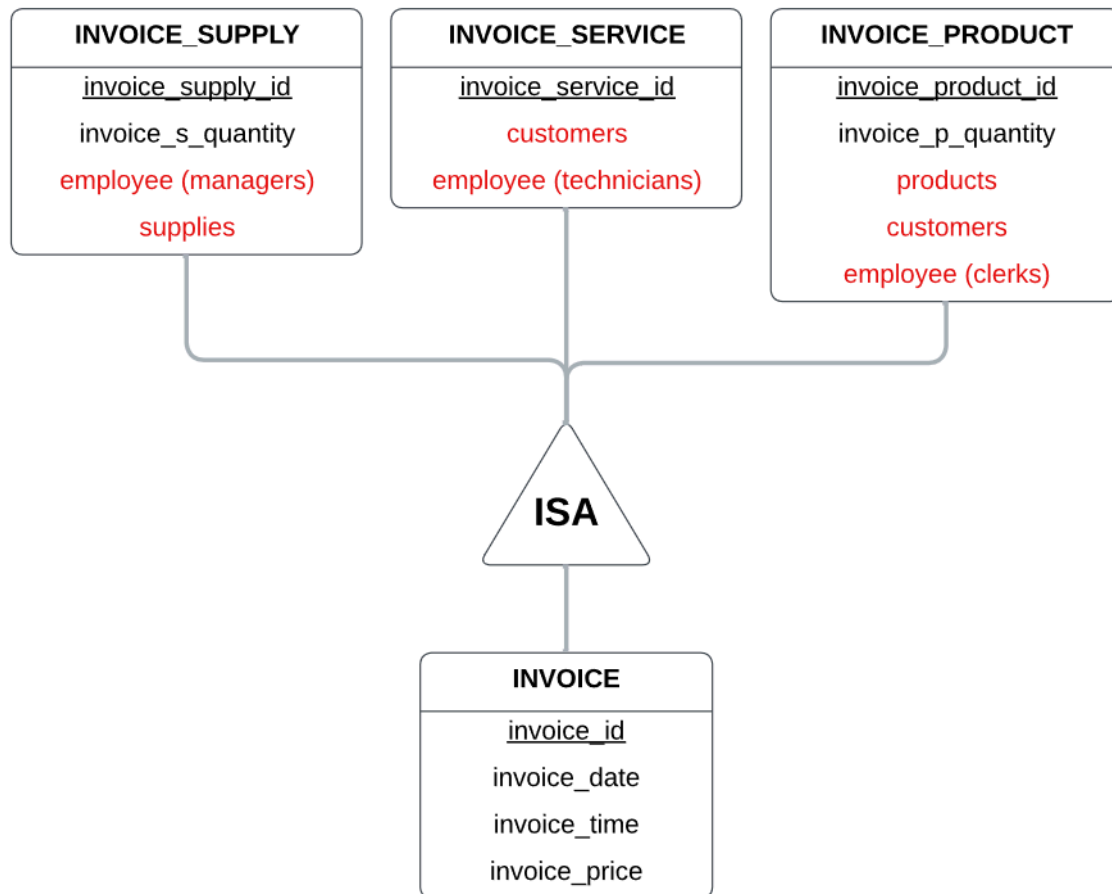 INVOICE_SUPPLY
invoice_supply_id
invoice_s_quantity
employee (managers)
supplies
INVOICE_SERVICE
invoice_service_id
customers
employee (technicians)
INVOICE_PRODUCT
invoice_product_id
invoice_p_quantity
products
customers
employee (clerks)
ISA
INVOICE
invoice_id
invoice_date
invoice_time
invoice_price